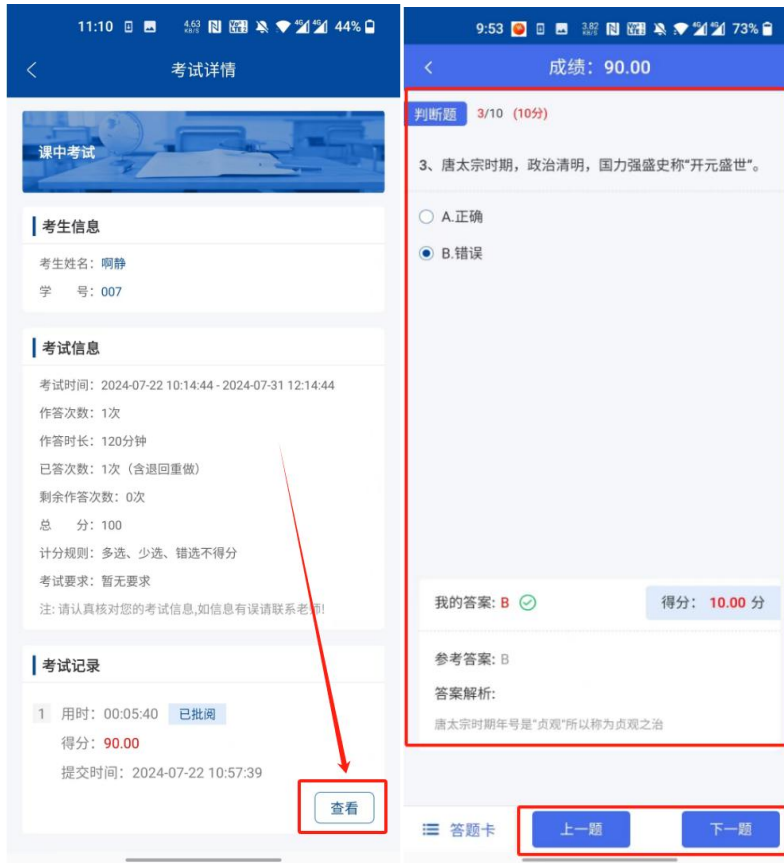 11:10 4.63 KB/S 44%
考试详情
课中考试
考生信息
考生姓名：啊静
学 号：007
考试信息
考试时间：2024-07-22 10:14:44 - 2024-07-31 12:14:44
作答次数：1次
作答时长：120分钟
已答次数：1次（含退回重做）
剩余作答次数：0次
总 分：100
计分规则：多选、少选、错选不得分
考试要求：暂无要求
注: 请认真核对您的考试信息,如信息有误请联系老师!
考试记录
1 用时：00:05:40 已批阅
得分：90.00
提交时间：2024-07-22 10:57:39
查看
9:53 3.82 KB/S 73%
成绩：90.00
判断题 3/10 (10分)
3、唐太宗时期，政治清明，国力强盛史称“开元盛世”。
A.正确
B.错误
我的答案: B 得分： 10.00 分
参考答案: B
答案解析:
唐太宗时期年号是"贞观"所以称为贞观之治
答题卡 上一题 下一题